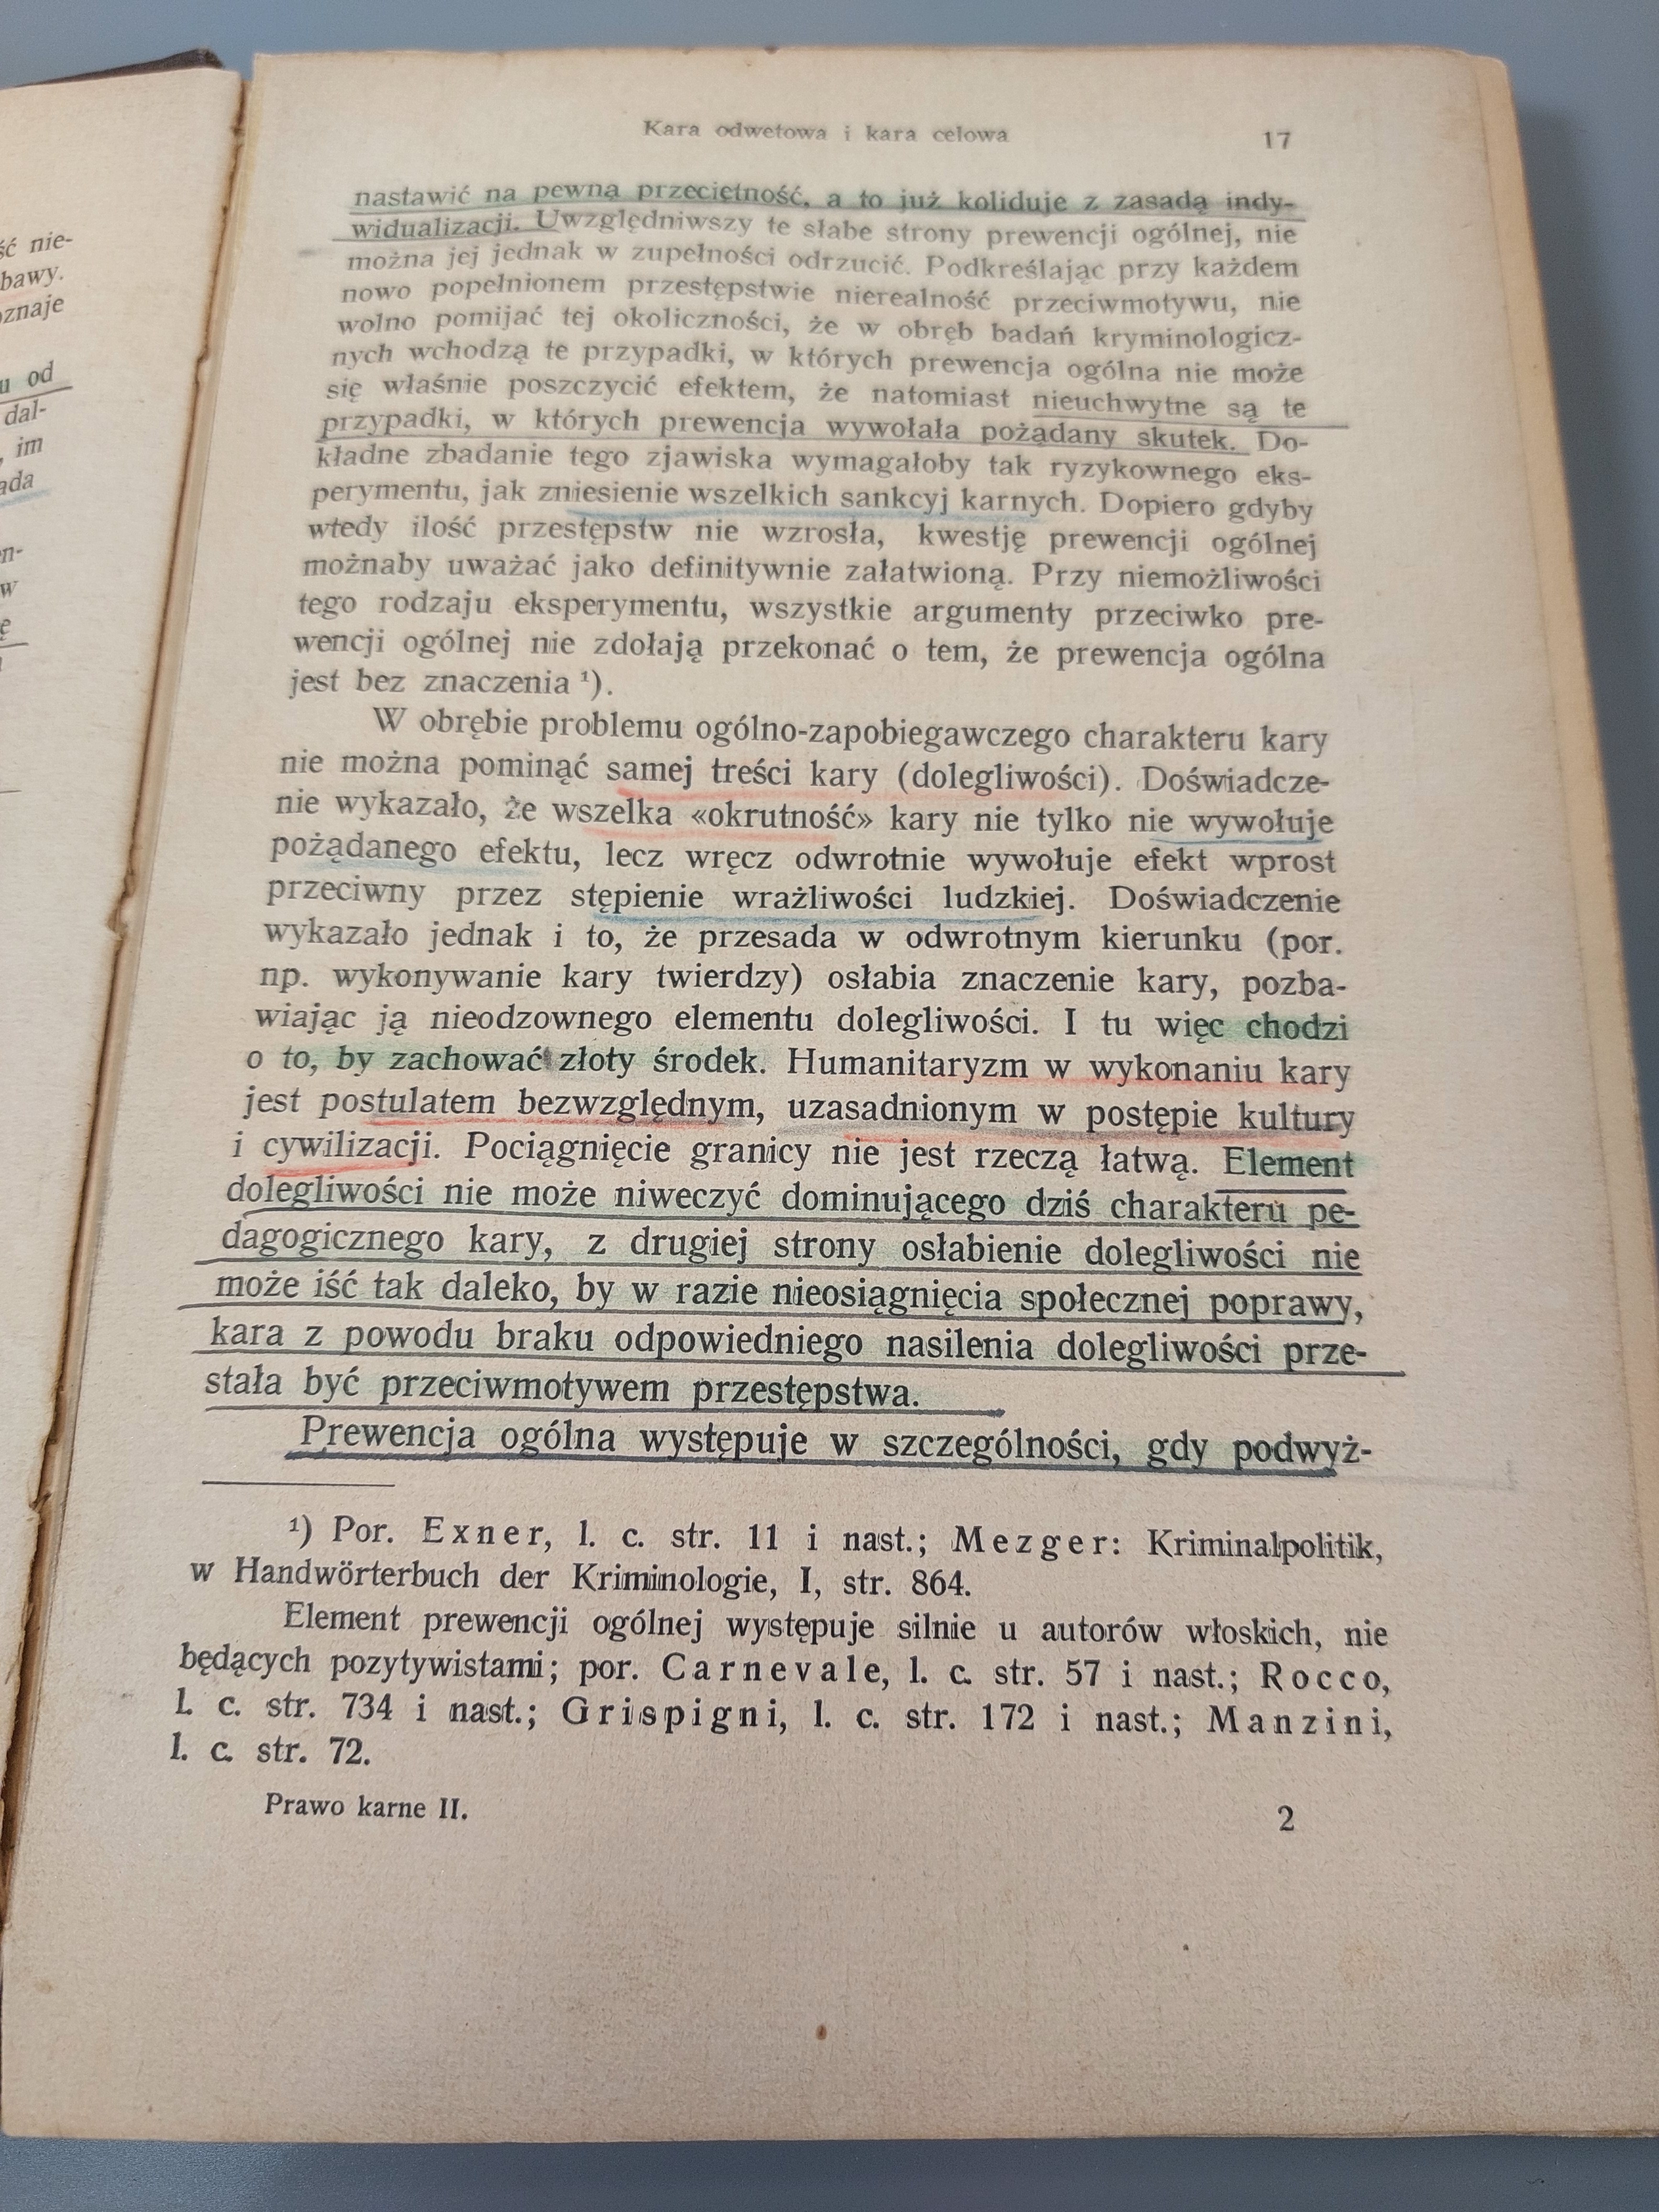 ść nie-
bawy.
oznaje
u od
dal-
, im
ada
en-
w
ę
Kara odwetowa i kara celowa 17
nastawić na pewną przeciętność, a to już koliduje z zasadą indy-
widualizacji. Uwzględniwszy te słabe strony prewencji ogólnej, nie
można jej jednak w zupełności odrzucić. Podkreślając przy każdem
nowo popełnionem przestępstwie nierealność przeciwmotywu, nie
wolno pomijać tej okoliczności, że w obręb badań kryminologicz-
nych wchodzą te przypadki, w których prewencja ogólna nie może
się właśnie poszczycić efektem, że natomiast nieuchwytne są te
przypadki, w których prewencja wywołała pożądany skutek. Do-
kładne zbadanie tego zjawiska wymagałoby tak ryzykownego eks-
perymentu, jak zniesienie wszelkich sankcyj karnych. Dopiero gdyby
wtedy ilość przestępstw nie wzrosła, kwestję prewencji ogólnej
możnaby uważać jako definitywnie załatwioną. Przy niemożliwości
tego rodzaju eksperymentu, wszystkie argumenty przeciwko pre-
wencji ogólnej nie zdołają przekonać o tem, że prewencja ogólna
jest bez znaczenia ¹).
W obrębie problemu ogólno-zapobiegawczego charakteru kary
nie można pominąć samej treści kary (dolegliwości). Doświadcze-
nie wykazało, że wszelka «okrutność» kary nie tylko nie wywołuje
pożądanego efektu, lecz wręcz odwrotnie wywołuje efekt wprost
przeciwny przez stępienie wrażliwości ludzkiej. Doświadczenie
wykazało jednak i to, że przesada w odwrotnym kierunku (por.
np. wykonywanie kary twierdzy) osłabia znaczenie kary, pozba-
wiając ją nieodzownego elementu dolegliwości. I tu więc chodzi
o to, by zachować złoty środek. Humanitaryzm w wykonaniu kary
jest postulatem bezwzględnym, uzasadnionym w postępie kultury
i cywilizacji. Pociągnięcie granicy nie jest rzeczą łatwą. Element
dolegliwości nie może niweczyć dominującego dziś charakteru pe-
dagogicznego kary, z drugiej strony osłabienie dolegliwości nie
może iść tak daleko, by w razie nieosiągnięcia społecznej poprawy,
kara z powodu braku odpowiedniego nasilenia dolegliwości prze-
stała być przeciwmotywem przestępstwa.
Prewencja ogólna występuje w szczególności, gdy podwyż-
¹) Por. Exner, l. c. str. 11 i nast.; Mezger: Kriminalpolitik,
w Handwörterbuch der Kriminologie, I, str. 864.
Element prewencji ogólnej występuje silnie u autorów włoskich, nie
będących pozytywistami; por. Carnevale, l. c. str. 57 i nast.; Rocco,
l. c. str. 734 i nast.; Grispigni, l. c. str. 172 i nast.; Manzini,
l. c. str. 72.
Prawo karne II. 2